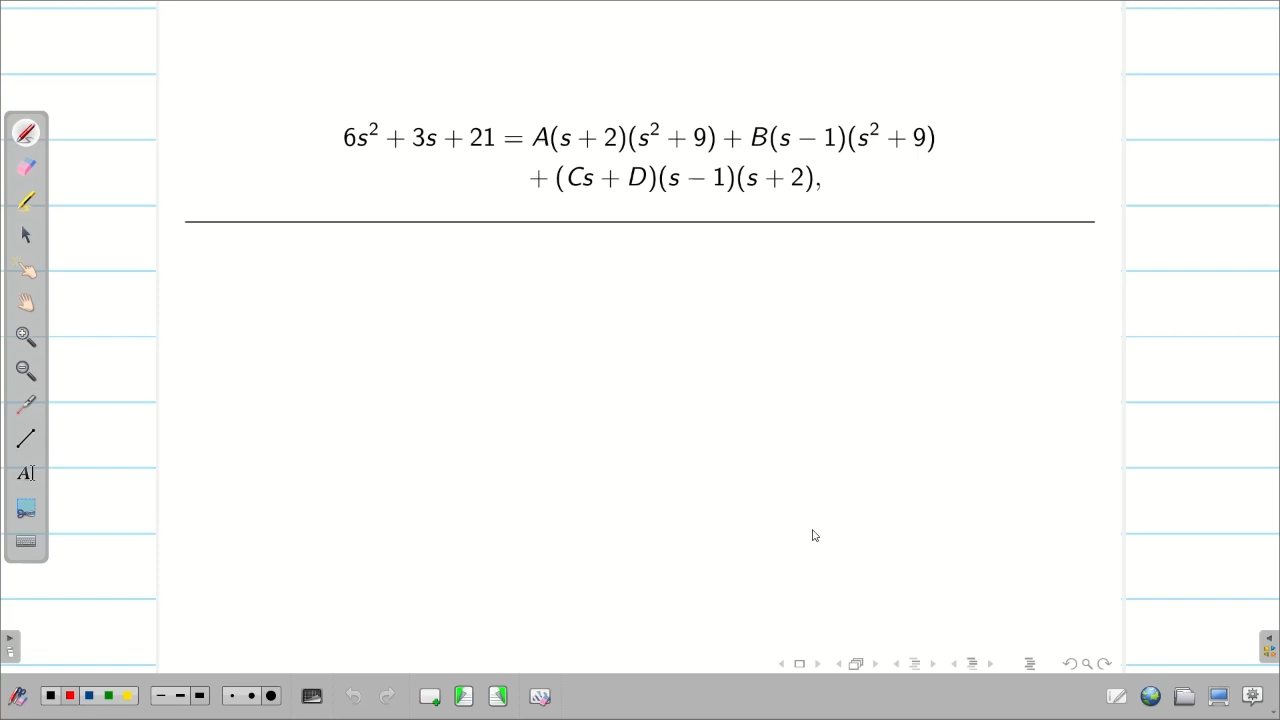 6s² + 3s + 21 = A(s + 2)(s² + 9) + B(s − 1)(s² + 9)
+ (Cs + D)(s − 1)(s + 2),